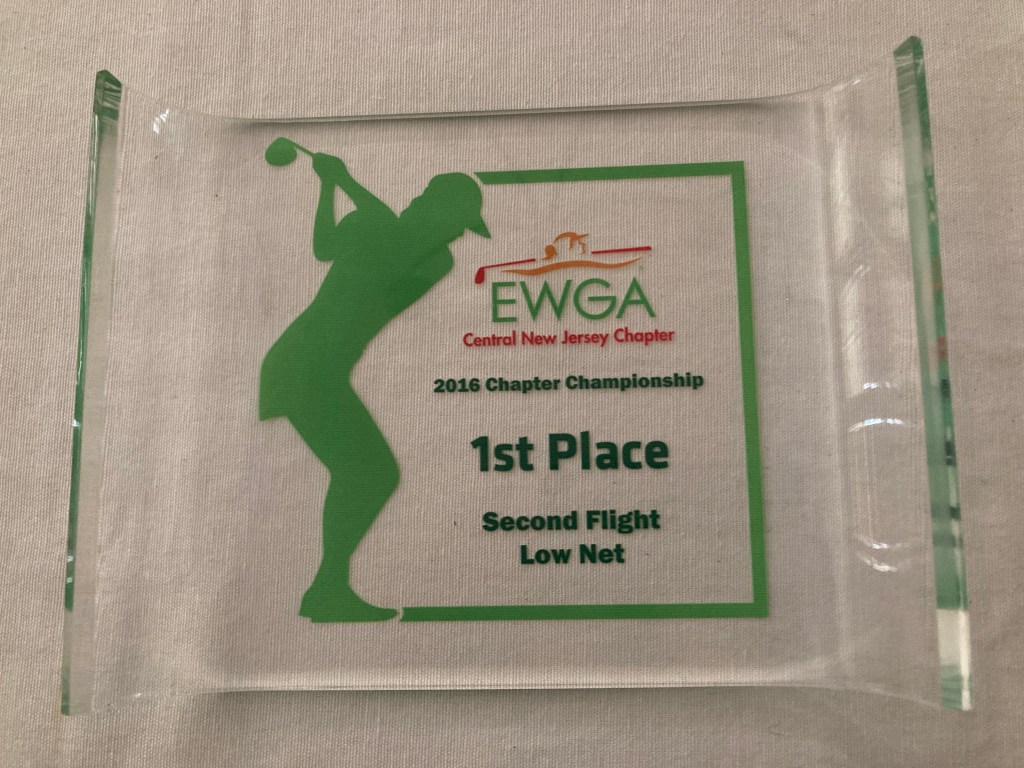 EWGA
Central New Jersey Chapter
2016 Chapter Championship
1st Place
Second Flight
Low Net